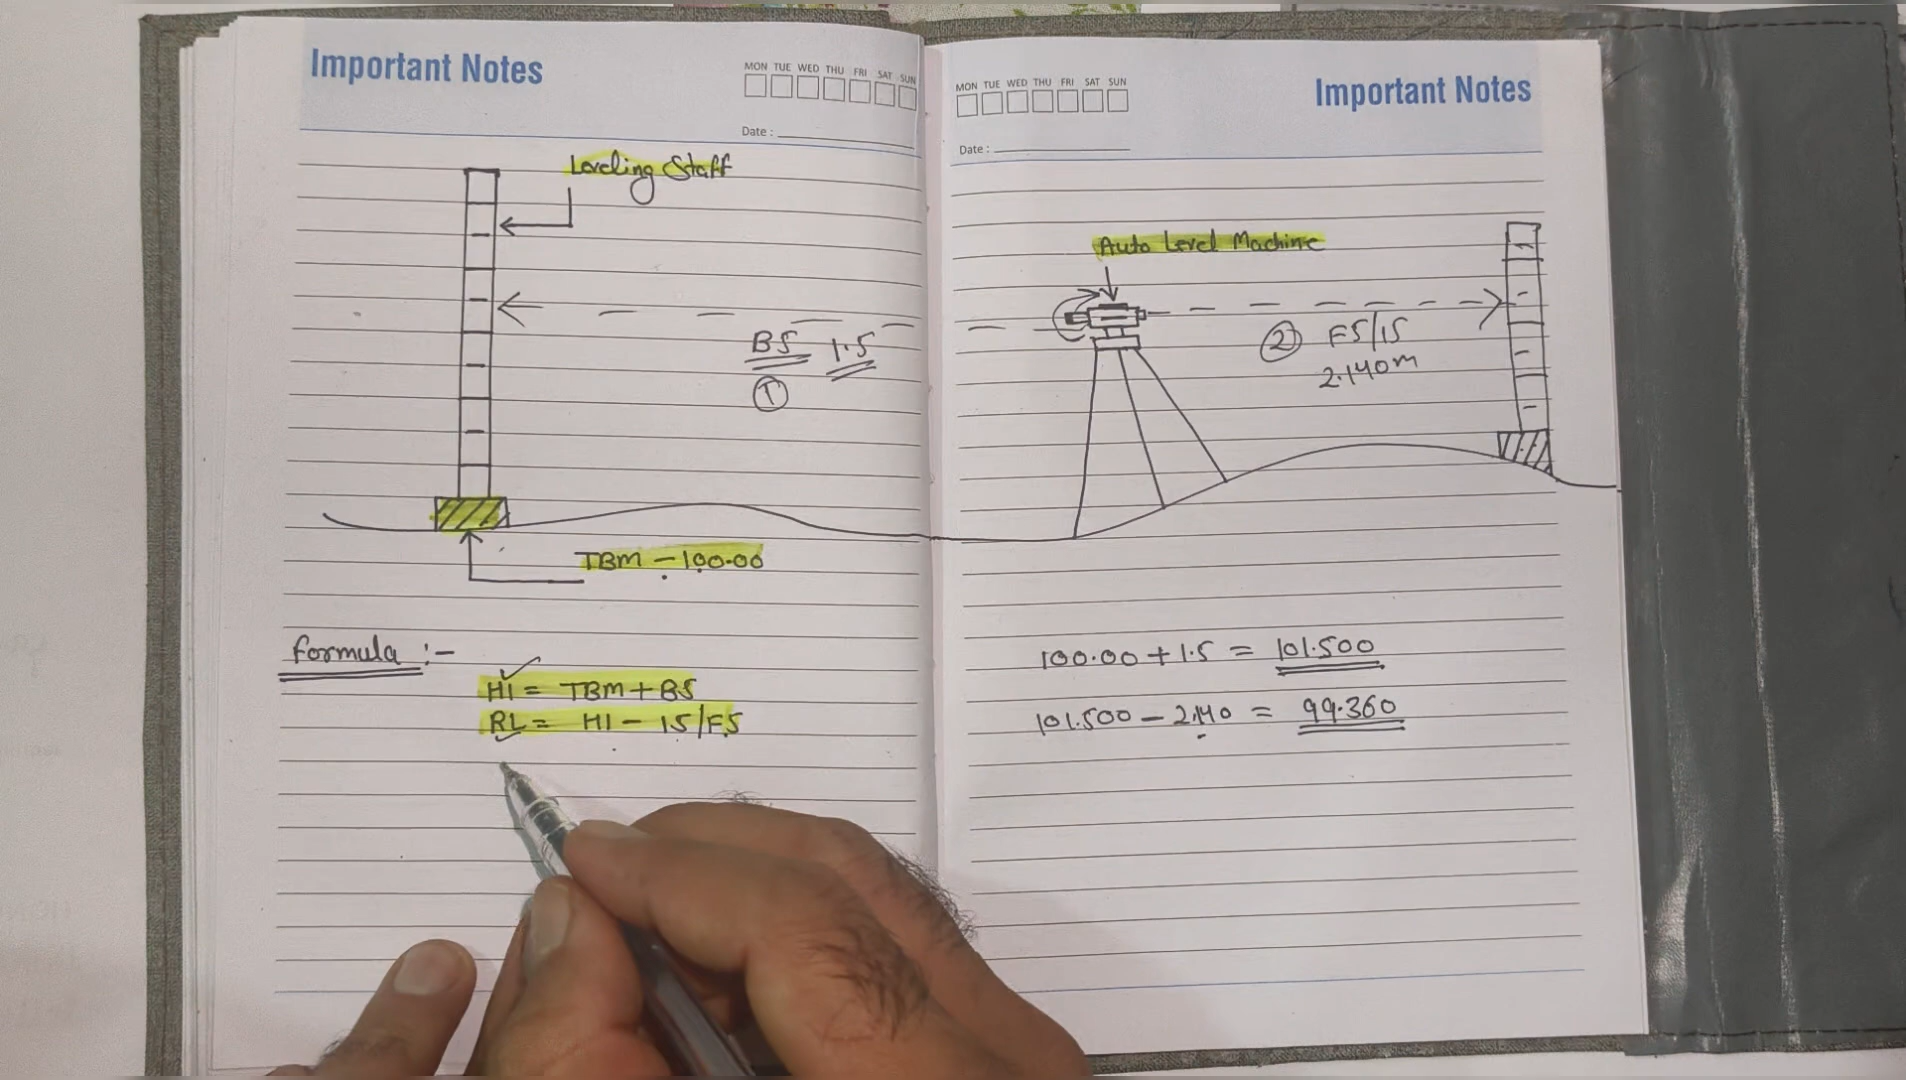 Important Notes
MON TUE WED THU FRI SAT SUN
Date :
Leveling Staff
BS 1.5
1
TBM - 100.00
Formula :-
HI = TBM + BS
RL = HI - IS/FS
MON TUE WED THU FRI SAT SUN
Important Notes
Date :
Auto Level Machine
2 FS/IS
2.140m
100.00 + 1.5 = 101.500
101.500 - 2.140 = 99.360